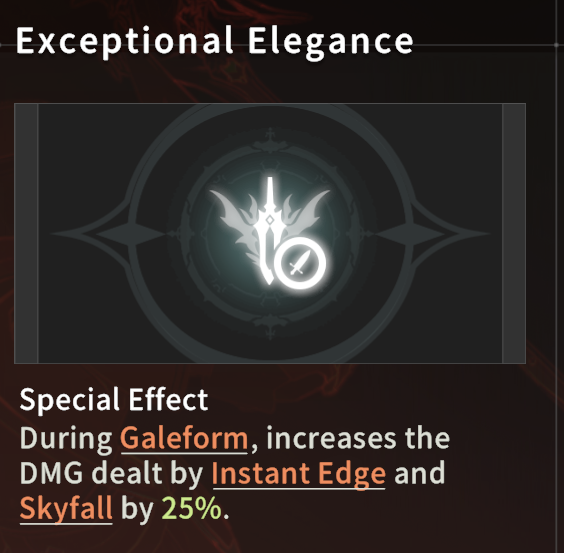 Exceptional Elegance
Special Effect
During Galeform, increases the
DMG dealt by Instant Edge and
Skyfall by 25%.